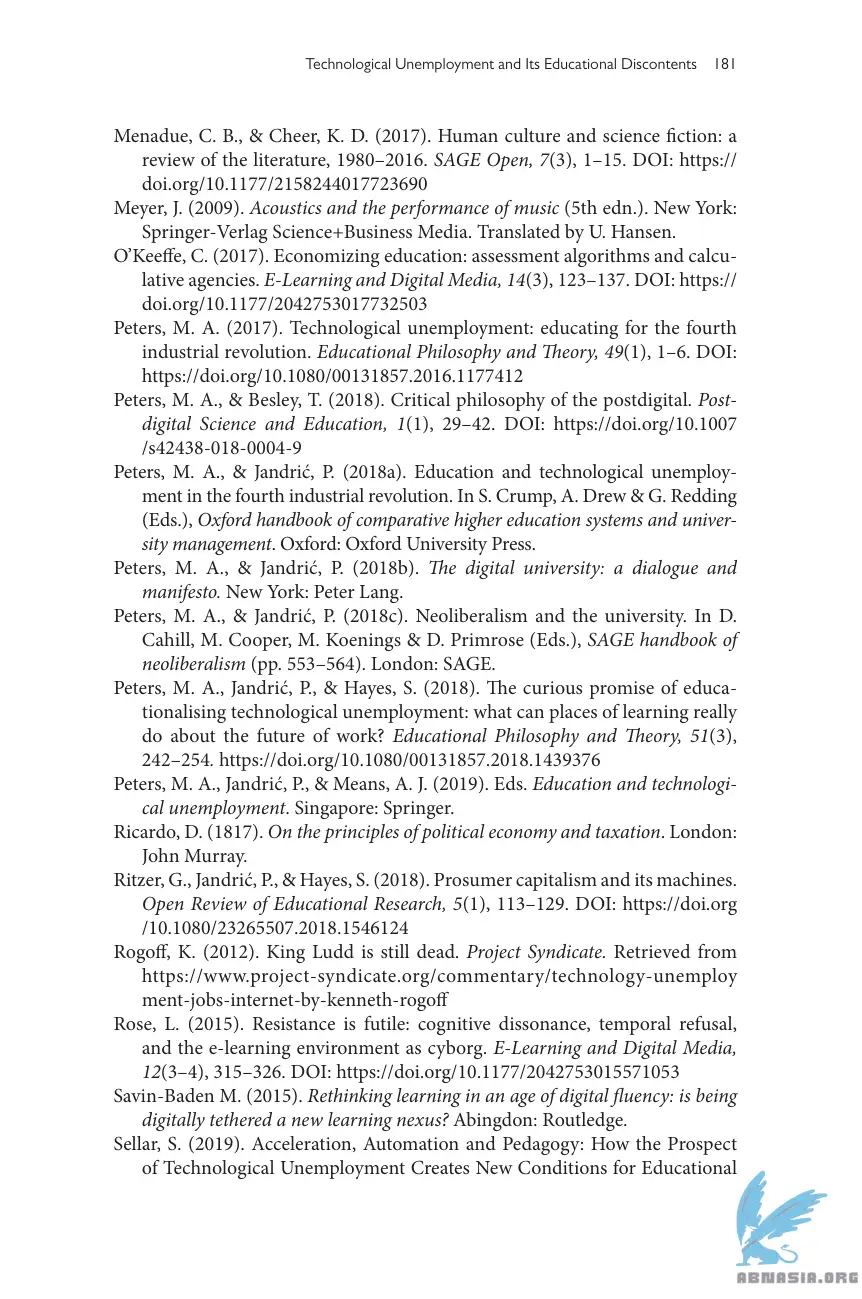 Technological Unemployment and Its Educational Discontents 181
Menadue, C. B., & Cheer, K. D. (2017). Human culture and science fiction: a
review of the literature, 1980–2016. SAGE Open, 7(3), 1–15. DOI: https://
doi.org/10.1177/2158244017723690
Meyer, J. (2009). Acoustics and the performance of music (5th edn.). New York:
Springer-Verlag Science+Business Media. Translated by U. Hansen.
O’Keeffe, C. (2017). Economizing education: assessment algorithms and calcu-
lative agencies. E-Learning and Digital Media, 14(3), 123–137. DOI: https://
doi.org/10.1177/2042753017732503
Peters, M. A. (2017). Technological unemployment: educating for the fourth
industrial revolution. Educational Philosophy and Theory, 49(1), 1–6. DOI:
https://doi.org/10.1080/00131857.2016.1177412
Peters, M. A., & Besley, T. (2018). Critical philosophy of the postdigital. Post-
digital Science and Education, 1(1), 29–42. DOI: https://doi.org/10.1007
/s42438-018-0004-9
Peters, M. A., & Jandrić, P. (2018a). Education and technological unemploy-
ment in the fourth industrial revolution. In S. Crump, A. Drew & G. Redding
(Eds.), Oxford handbook of comparative higher education systems and univer-
sity management. Oxford: Oxford University Press.
Peters, M. A., & Jandrić, P. (2018b). The digital university: a dialogue and
manifesto. New York: Peter Lang.
Peters, M. A., & Jandrić, P. (2018c). Neoliberalism and the university. In D.
Cahill, M. Cooper, M. Koenings & D. Primrose (Eds.), SAGE handbook of
neoliberalism (pp. 553–564). London: SAGE.
Peters, M. A., Jandrić, P., & Hayes, S. (2018). The curious promise of educa-
tionalising technological unemployment: what can places of learning really
do about the future of work? Educational Philosophy and Theory, 51(3),
242–254. https://doi.org/10.1080/00131857.2018.1439376
Peters, M. A., Jandrić, P., & Means, A. J. (2019). Eds. Education and technologi-
cal unemployment. Singapore: Springer.
Ricardo, D. (1817). On the principles of political economy and taxation. London:
John Murray.
Ritzer, G., Jandrić, P., & Hayes, S. (2018). Prosumer capitalism and its machines.
Open Review of Educational Research, 5(1), 113–129. DOI: https://doi.org
/10.1080/23265507.2018.1546124
Rogoff, K. (2012). King Ludd is still dead. Project Syndicate. Retrieved from
https://www.project-syndicate.org/commentary/technology-unemploy
ment-jobs-internet-by-kenneth-rogoff
Rose, L. (2015). Resistance is futile: cognitive dissonance, temporal refusal,
and the e-learning environment as cyborg. E-Learning and Digital Media,
12(3–4), 315–326. DOI: https://doi.org/10.1177/2042753015571053
Savin-Baden M. (2015). Rethinking learning in an age of digital fluency: is being
digitally tethered a new learning nexus? Abingdon: Routledge.
Sellar, S. (2019). Acceleration, Automation and Pedagogy: How the Prospect
of Technological Unemployment Creates New Conditions for Educational
ABNASIA.ORG